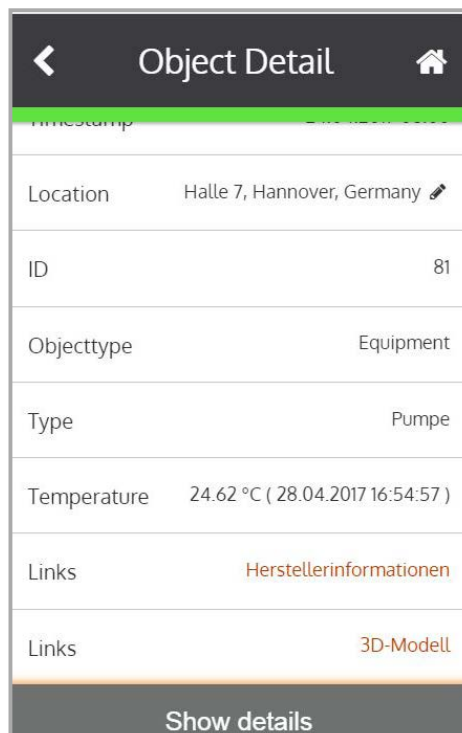 Object Detail
Location Halle 7, Hannover, Germany
ID 81
Objecttype Equipment
Type Pumpe
Temperature 24.62 °C ( 28.04.2017 16:54:57 )
Links Herstellerinformationen
Links 3D-Modell
Show details